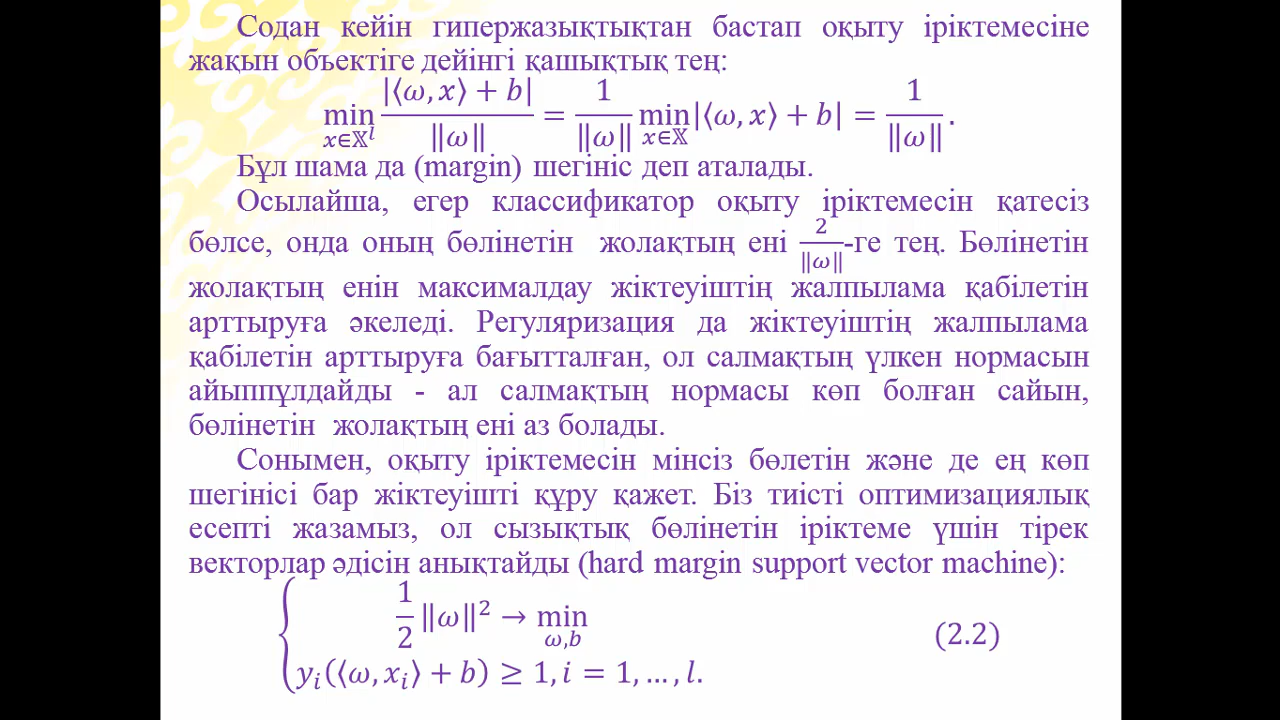 Содан кейін гипержазықтықтан бастап оқыту іріктемесіне
жақын объектіге дейінгі қашықтық тең:
min_{x∈𝕏^l} |⟨ω, x⟩ + b| / ‖ω‖ = 1/‖ω‖ min_{x∈𝕏} |⟨ω, x⟩ + b| = 1/‖ω‖ .
Бұл шама да (margin) шегініс деп аталады.
Осылайша, егер классификатор оқыту іріктемесін қатесіз
бөлсе, онда оның бөлінетін жолақтың ені 2/‖ω‖-ге тең. Бөлінетін
жолақтың енін максималдау жіктеуіштің жалпылама қабілетін
арттыруға әкеледі. Регуляризация да жіктеуіштің жалпылама
қабілетін арттыруға бағытталған, ол салмақтың үлкен нормасын
айыппұлдайды - ал салмақтың нормасы көп болған сайын,
бөлінетін жолақтың ені аз болады.
Сонымен, оқыту іріктемесін мінсіз бөлетін және де ең көп
шегінісі бар жіктеуішті құру қажет. Біз тиісті оптимизациялық
есепті жазамыз, ол сызықтық бөлінетін іріктеме үшін тірек
векторлар әдісін анықтайды (hard margin support vector machine):
{ 1/2 ‖ω‖² → min_{ω,b} (2.2)
y_i(⟨ω, x_i⟩ + b) ≥ 1, i = 1, … , l.